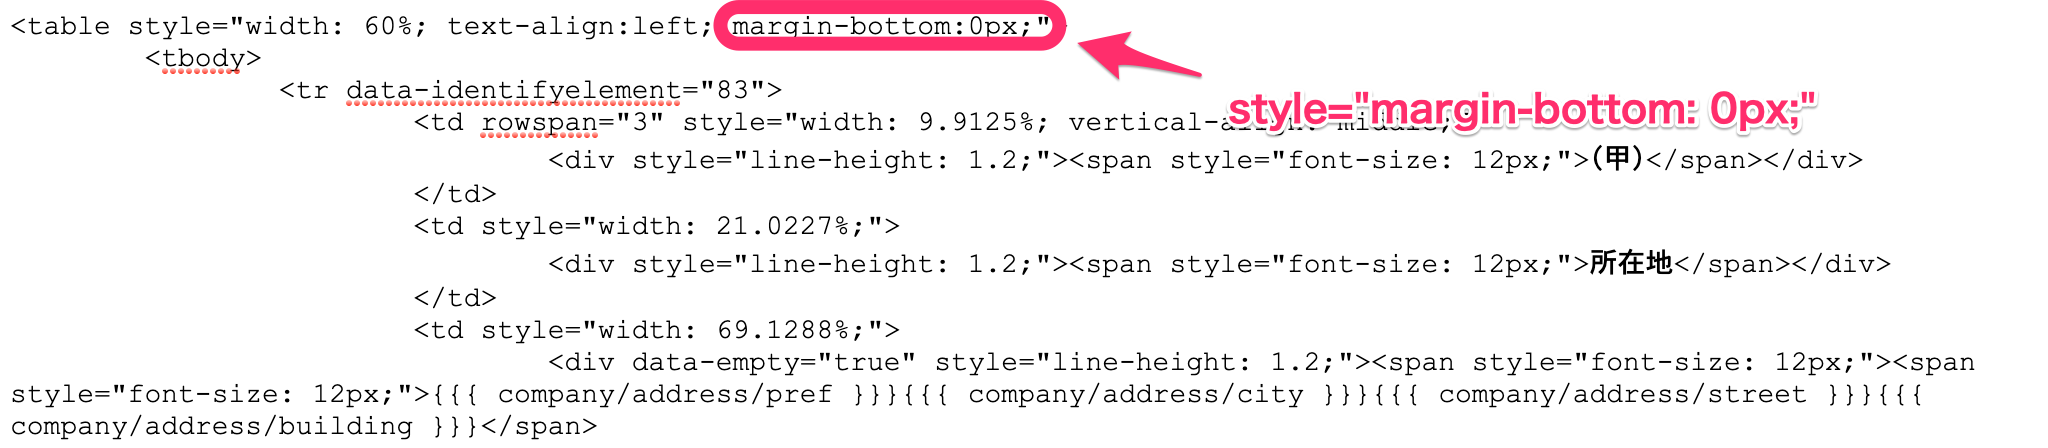 <table style="width: 60%; text-align:left; margin-bottom:0px;"
<tbody>
<tr data-identifyelement="83">
style="margin-bottom: 0px;"
<td rowspan="3" style="width: 9.9125%; vertical-align: middle;
<div style="line-height: 1.2;"><span style="font-size: 12px;">(甲)</span></div>
</td>
<td style="width: 21.0227%;">
<div style="line-height: 1.2;"><span style="font-size: 12px;">所在地</span></div>
</td>
<td style="width: 69.1288%;">
<div data-empty="true" style="line-height: 1.2;"><span style="font-size: 12px;"><span
style="font-size: 12px;">{{{ company/address/pref }}}{{{ company/address/city }}}{{{ company/address/street }}}{{{
company/address/building }}}</span>